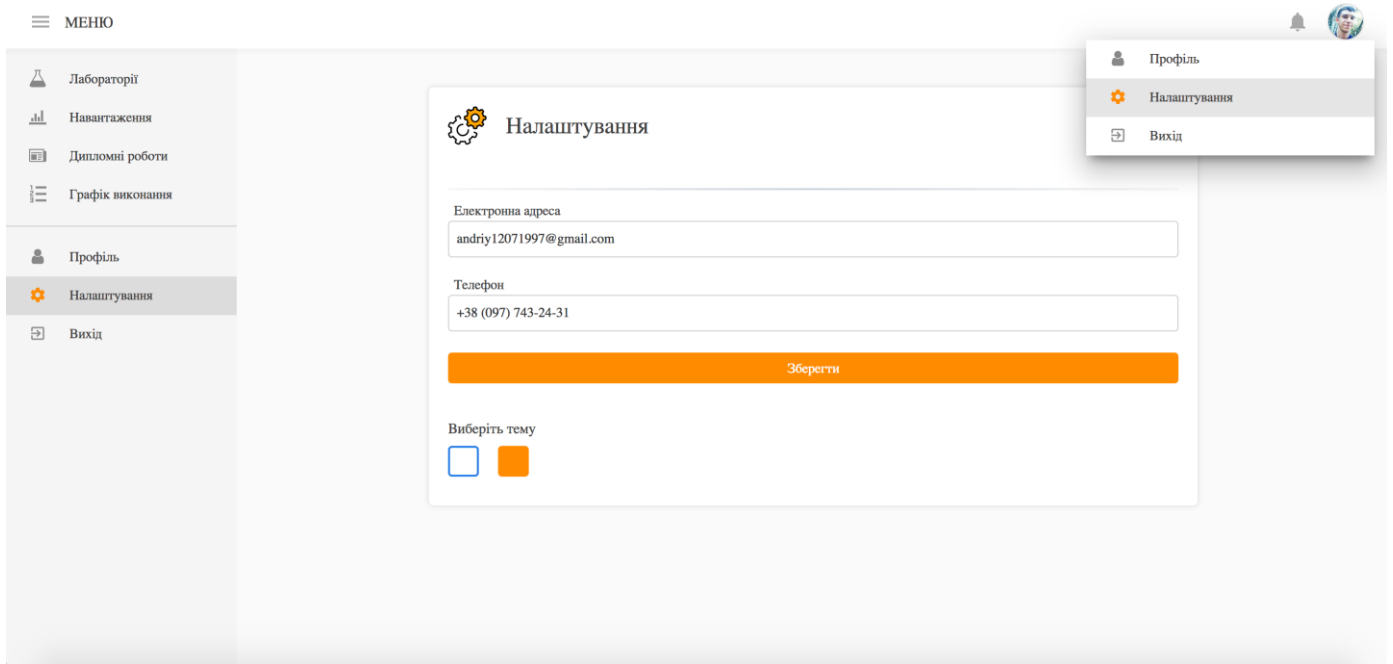 МЕНЮ
Лабораторії
Навантаження
Дипломні роботи
Графік виконання
Профіль
Налаштування
Вихід
Налаштування
Електронна адреса
andriy12071997@gmail.com
Телефон
+38 (097) 743-24-31
Зберегти
Виберіть тему
Профіль
Налаштування
Вихід